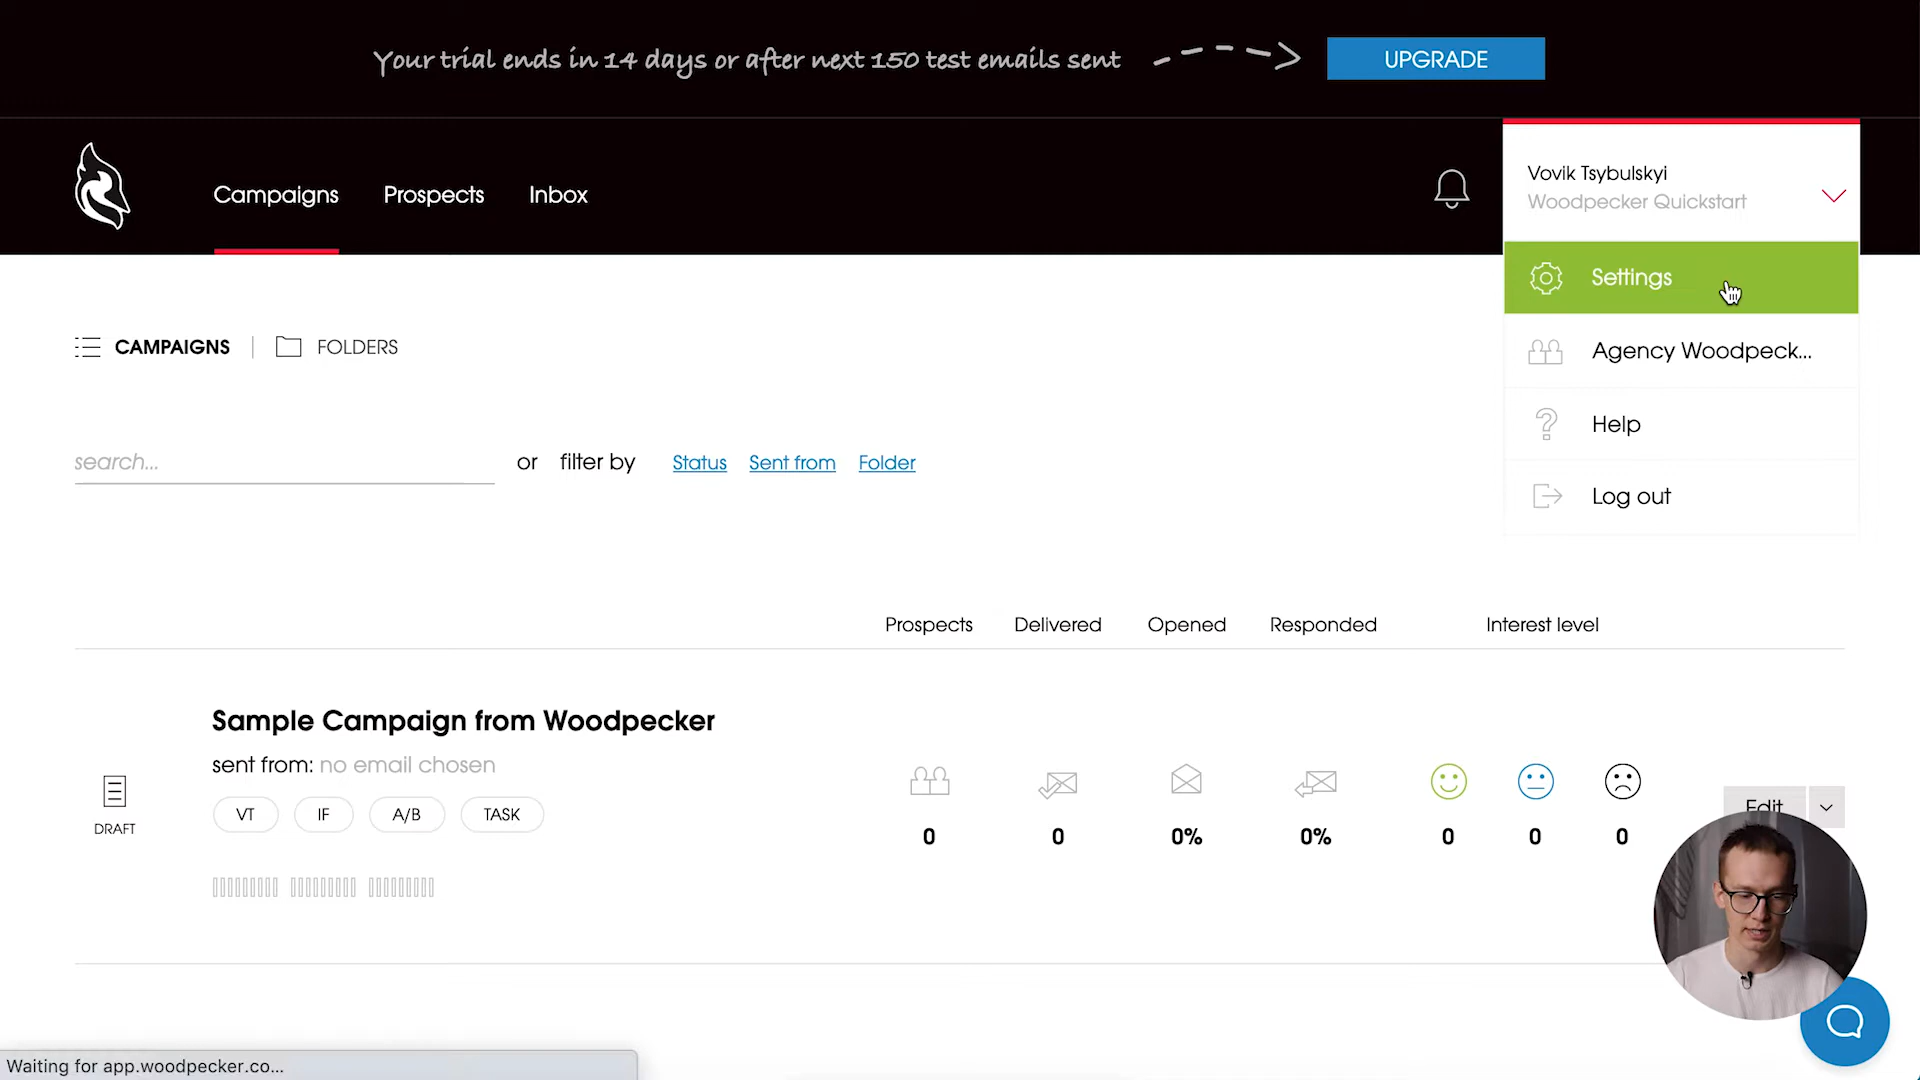 Your trial ends in 14 days or after next 150 test emails sent
UPGRADE
Campaigns
Prospects
Inbox
Vovik Tsybulskyi
Woodpecker Quickstart
Settings
Agency Woodpeck...
Help
Log out
CAMPAIGNS
FOLDERS
search...
or filter by Status Sent from Folder
Prospects Delivered Opened Responded Interest level
Sample Campaign from Woodpecker
sent from: no email chosen
DRAFT
VT IF A/B TASK
0 0 0% 0% 0 0 0
Edit
Waiting for app.woodpecker.co...